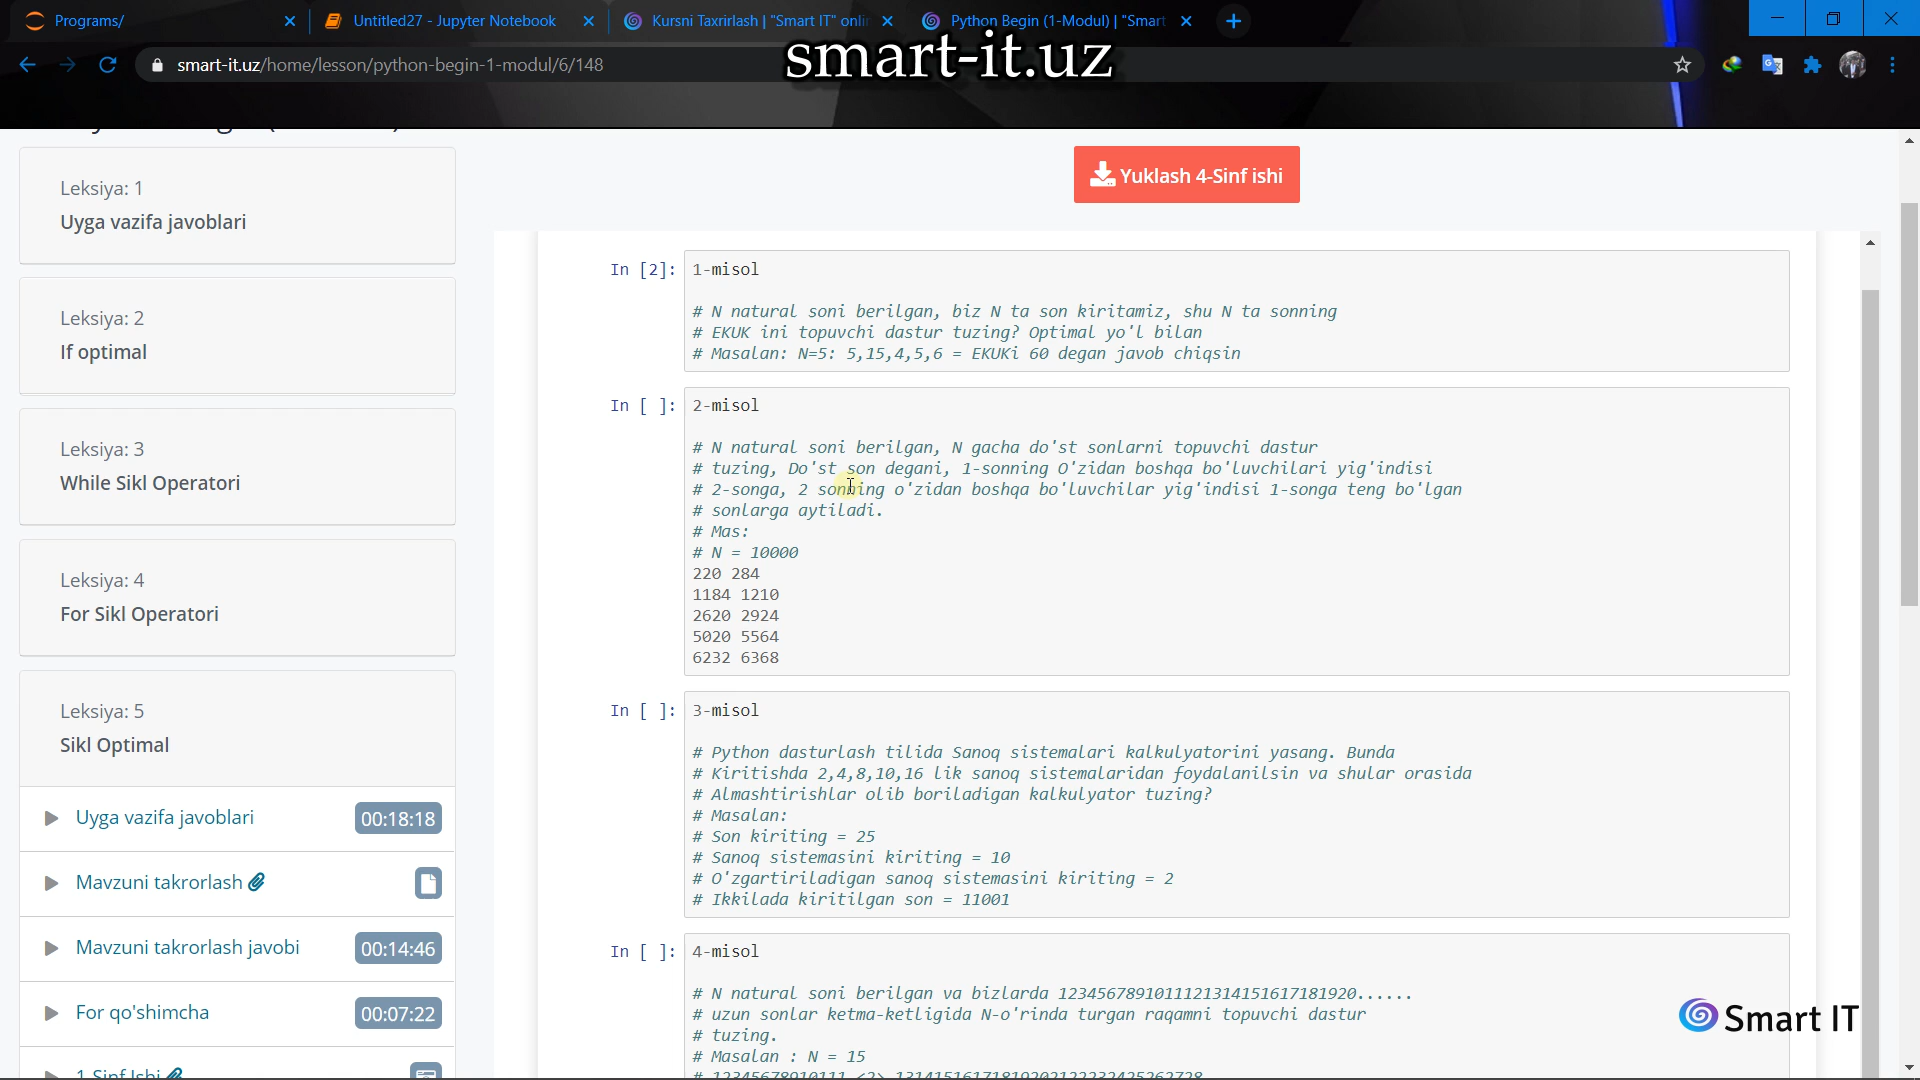 Programs/
Untitled27 - Jupyter Notebook
Kursni Taxrirlash | "Smart IT" onlin
Python Begin (1-Modul) | "Smart
smart-it.uz/home/lesson/python-begin-1-modul/6/148
smart-it.uz
Yuklash 4-Sinf ishi
Leksiya: 1
Uyga vazifa javoblari
Leksiya: 2
If optimal
Leksiya: 3
While Sikl Operatori
Leksiya: 4
For Sikl Operatori
Leksiya: 5
Sikl Optimal
Uyga vazifa javoblari 00:18:18
Mavzuni takrorlash
Mavzuni takrorlash javobi 00:14:46
For qo'shimcha 00:07:22
1-Sinf Ishi
In [2]: 1-misol
# N natural soni berilgan, biz N ta son kiritamiz, shu N ta sonning
# EKUK ini topuvchi dastur tuzing? Optimal yo'l bilan
# Masalan: N=5: 5,15,4,5,6 = EKUKi 60 degan javob chiqsin
In [ ]: 2-misol
# N natural soni berilgan, N gacha do'st sonlarni topuvchi dastur
# tuzing, Do'st son degani, 1-sonning O'zidan boshqa bo'luvchilari yig'indisi
# 2-songa, 2 sonning o'zidan boshqa bo'luvchilar yig'indisi 1-songa teng bo'lgan
# sonlarga aytiladi.
# Mas:
# N = 10000
220 284
1184 1210
2620 2924
5020 5564
6232 6368
In [ ]: 3-misol
# Python dasturlash tilida Sanoq sistemalari kalkulyatorini yasang. Bunda
# Kiritishda 2,4,8,10,16 lik sanoq sistemalaridan foydalanilsin va shular orasida
# Almashtirishlar olib boriladigan kalkulyator tuzing?
# Masalan:
# Son kiriting = 25
# Sanoq sistemasini kiriting = 10
# O'zgartiriladigan sanoq sistemasini kiriting = 2
# Ikkilada kiritilgan son = 11001
In [ ]: 4-misol
# N natural soni berilgan va bizlarda 1234567891011121314151617181920......
# uzun sonlar ketma-ketligida N-o'rinda turgan raqamni topuvchi dastur
# tuzing.
# Masalan : N = 15
# 12345678910111 <2> 1314151617181920212223242526272​8
Smart IT